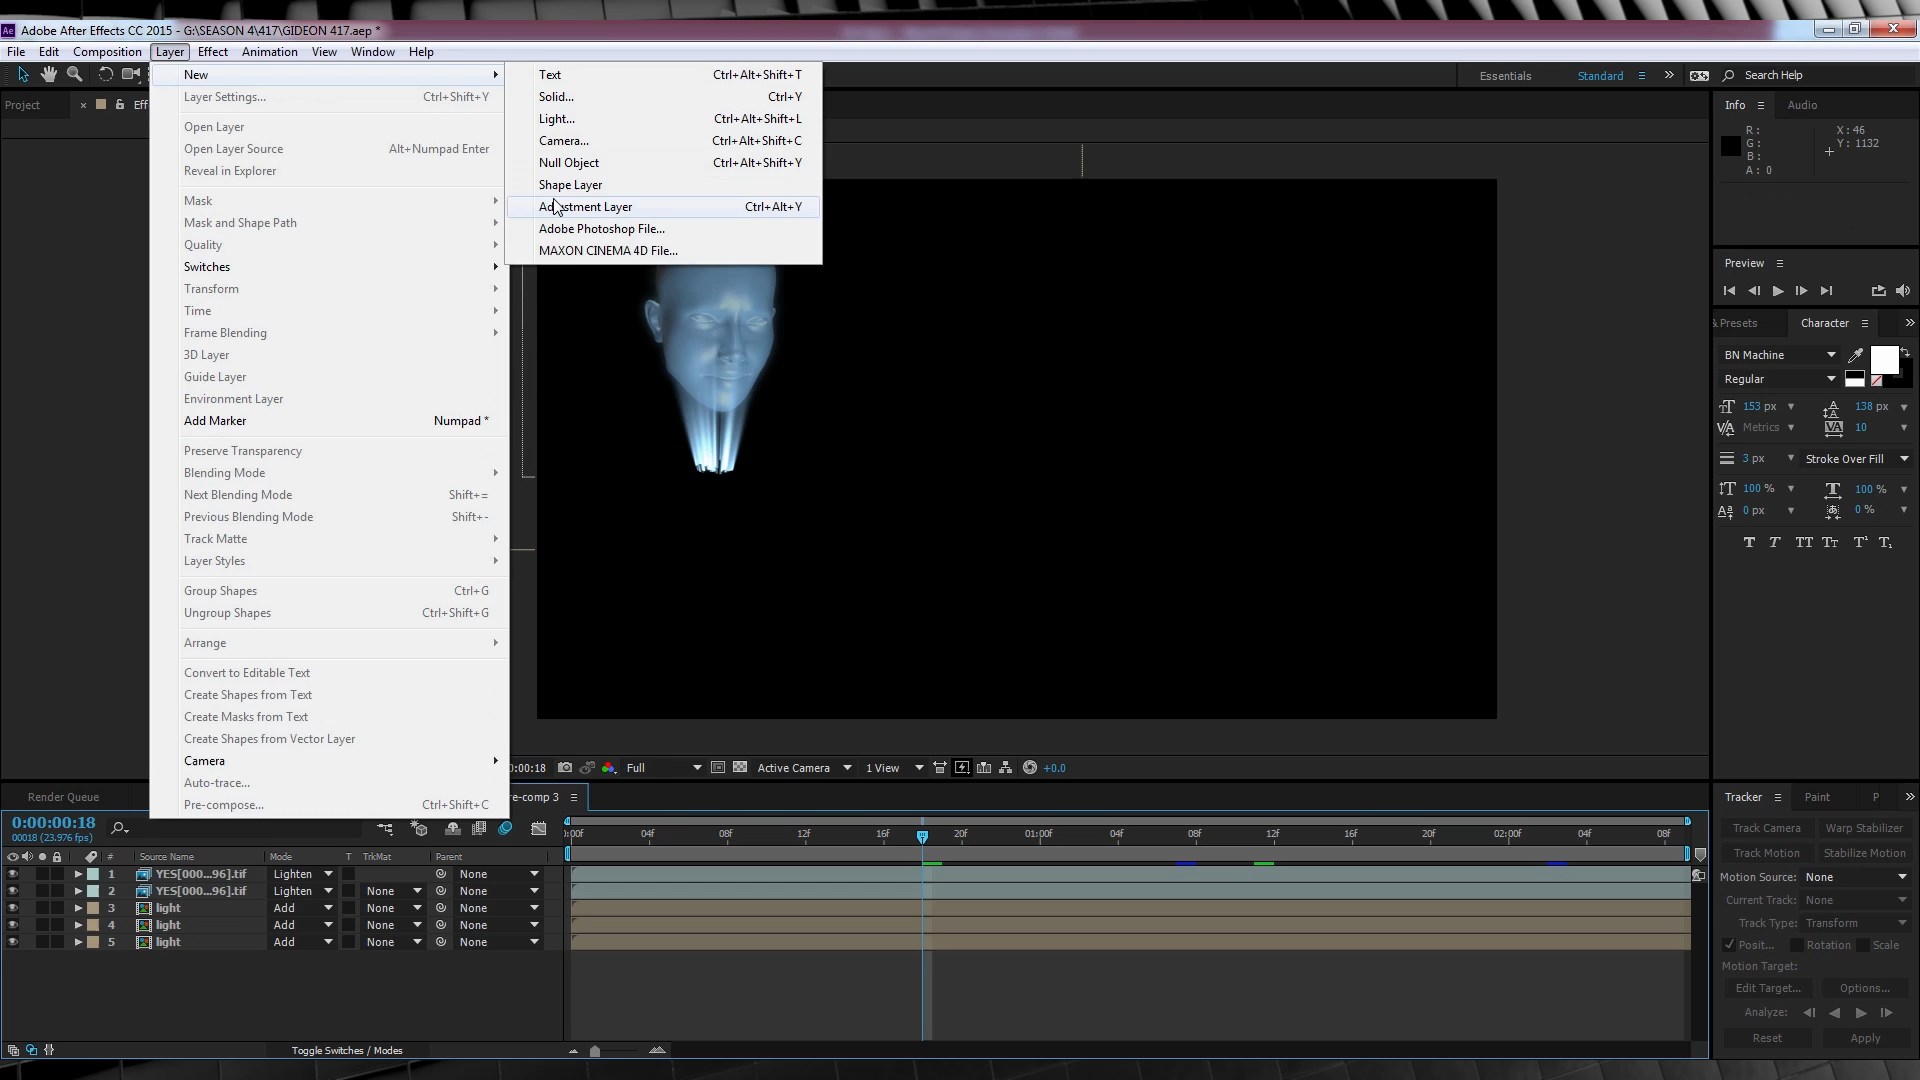 Ae Adobe After Effects CC 2015 - G:\SEASON 4\417\GIDEON 417.aep *
File Edit Composition Layer Effect Animation View Window Help
Essentials Standard Search Help
New
Layer Settings... Ctrl+Shift+Y
Open Layer
Open Layer Source Alt+Numpad Enter
Reveal in Explorer
Mask
Mask and Shape Path
Quality
Switches
Transform
Time
Frame Blending
3D Layer
Guide Layer
Environment Layer
Add Marker Numpad *
Preserve Transparency
Blending Mode
Next Blending Mode Shift+=
Previous Blending Mode Shift+-
Track Matte
Layer Styles
Group Shapes Ctrl+G
Ungroup Shapes Ctrl+Shift+G
Arrange
Convert to Editable Text
Create Shapes from Text
Create Masks from Text
Create Shapes from Vector Layer
Camera
Auto-trace...
Pre-compose... Ctrl+Shift+C
Text Ctrl+Alt+Shift+T
Solid... Ctrl+Y
Light... Ctrl+Alt+Shift+L
Camera... Ctrl+Alt+Shift+C
Null Object Ctrl+Alt+Shift+Y
Shape Layer
Adjustment Layer Ctrl+Alt+Y
Adobe Photoshop File...
MAXON CINEMA 4D File...
Project × Eff
Info Audio
R: X: 46
G: Y: 1132
B:
A: 0
Preview
& Presets Character
BN Machine
Regular
153 px 138 px
Metrics 10
3 px Stroke Over Fill
100 % 100 %
0 px 0 %
T T TT Tт T¹ T₁
0:00:18 Full Active Camera 1 View +0.0
Render Queue re-comp 3
0:00:00:18
00018 (23.976 fps)
:00f 04f 08f 12f 16f 20f 01:00f 04f 08f 12f 16f 20f 02:00f 04f 08f
# Source Name Mode T TrkMat Parent
1 YES[000...96].tif Lighten None
2 YES[000...96].tif Lighten None None
3 light Add None None
4 light Add None None
5 light Add None None
Toggle Switches / Modes
Tracker Paint P
Track Camera Warp Stabilizer
Track Motion Stabilize Motion
Motion Source: None
Current Track: None
Track Type: Transform
Posit... Rotation Scale
Motion Target:
Edit Target... Options...
Analyze:
Reset Apply